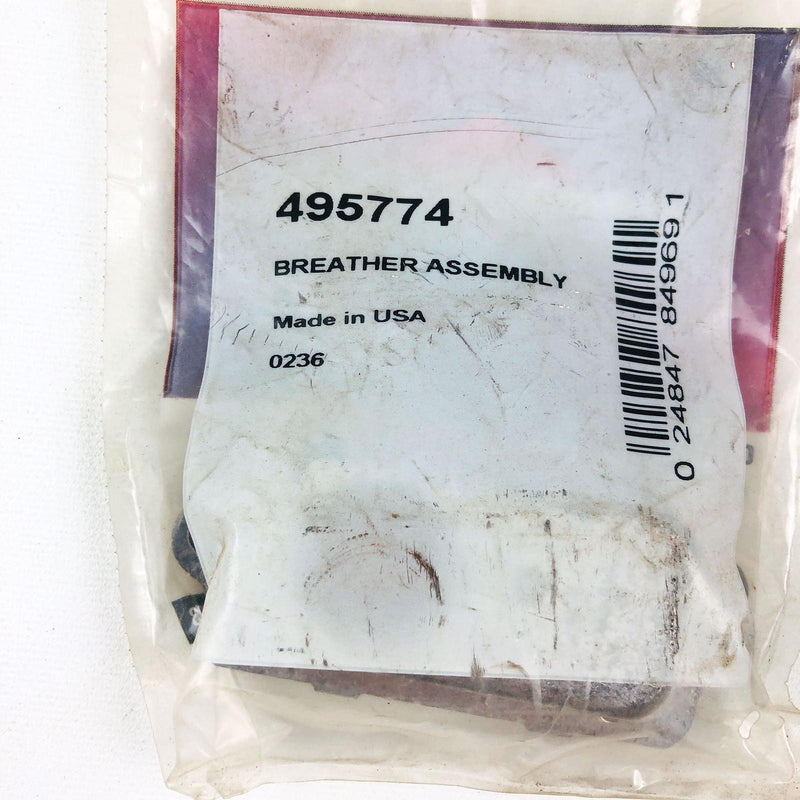 495774
BREATHER ASSEMBLY
Made in USA
0236
0 24847 84969 1